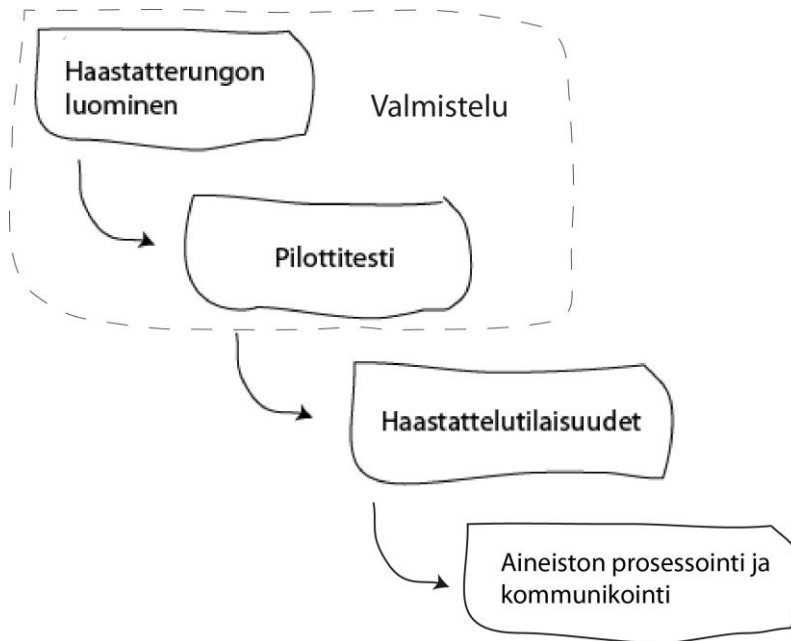 Haastatterungon
luominen
Valmistelu
Pilottitesti
Haastattelutilaisuudet
Aineiston prosessointi ja
kommunikointi